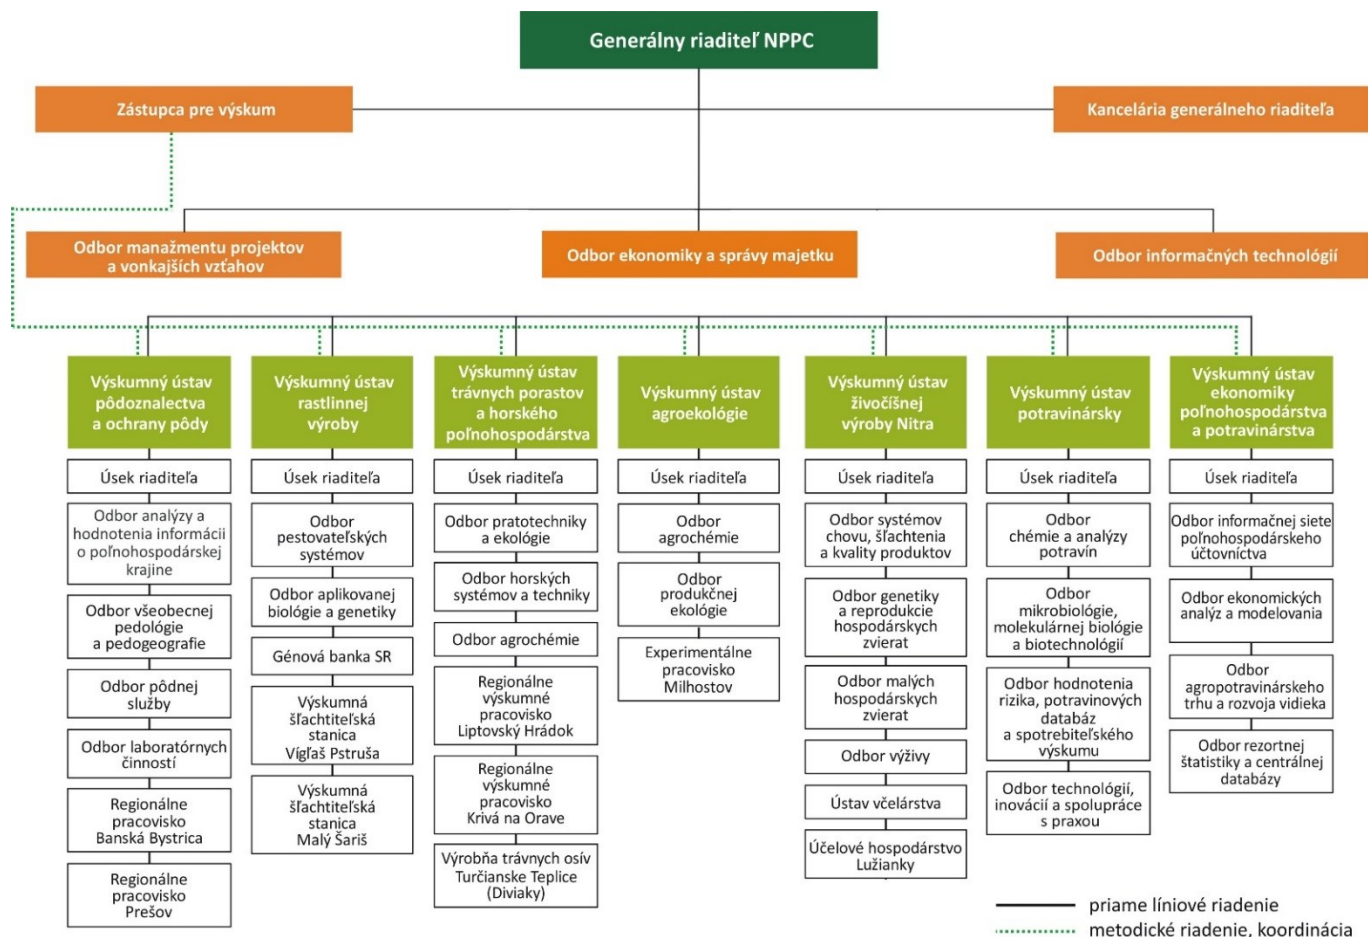 Generálny riaditeľ NPPC
Zástupca pre výskum
Kancelária generálneho riaditeľa
Odbor manažmentu projektov
a vonkajších vzťahov
Odbor ekonomiky a správy majetku
Odbor informačných technológií
Výskumný ústav
pôdoznalectva
a ochrany pôdy
Úsek riaditeľa
Odbor analýzy a
hodnotenia informácii
o poľnohospodárskej
krajine
Odbor všeobecnej
pedológie
a pedogeografie
Odbor pôdnej
služby
Odbor laboratórnych
činností
Regionálne
pracovisko
Banská Bystrica
Regionálne
pracovisko
Prešov
Výskumný ústav
rastlinnej
výroby
Úsek riaditeľa
Odbor
pestovateľských
systémov
Odbor aplikovanej
biológie a genetiky
Génová banka SR
Výskumná
šľachtiteľská
stanica
Vígľaš Pstruša
Výskumná
šľachtiteľská
stanica
Malý Šariš
Výskumný ústav
trávnych porastov
a horského
poľnohospodárstva
Úsek riaditeľa
Odbor pratotechniky
a ekológie
Odbor horských
systémov a techniky
Odbor agrochémie
Regionálne
výskumné
pracovisko
Liptovský Hrádok
Regionálne
výskumné
pracovisko
Krivá na Orave
Výrobňa trávnych osív
Turčianske Teplice
(Diviaky)
Výskumný ústav
agroekológie
Úsek riaditeľa
Odbor
agrochémie
Odbor
produkčnej
ekológie
Experimentálne
pracovisko
Milhostov
Výskumný ústav
živočíšnej
výroby Nitra
Úsek riaditeľa
Odbor systémov
chovu, šľachtenia
a kvality produktov
Odbor genetiky
a reprodukcie
hospodárskych
zvierat
Odbor malých
hospodárskych
zvierat
Odbor výživy
Ústav včelárstva
Účelové hospodárstvo
Lužianky
Výskumný ústav
potravinársky
Úsek riaditeľa
Odbor
chémie a analýzy
potravín
Odbor
mikrobiológie,
molekulárnej biológie
a biotechnológií
Odbor hodnotenia
rizika, potravinových
databáz
a spotrebiteľského
výskumu
Odbor technológií,
inovácií a spolupráce
s praxou
Výskumný ústav
ekonomiky
poľnohospodárstva
a potravinárstva
Úsek riaditeľa
Odbor informačnej siete
poľnohospodárskeho
účtovníctva
Odbor ekonomických
analýz a modelovania
Odbor
agropotravinárskeho
trhu a rozvoja vidieka
Odbor rezortnej
štatistiky a centrálnej
databázy
priame líniové riadenie
metodické riadenie, koordinácia